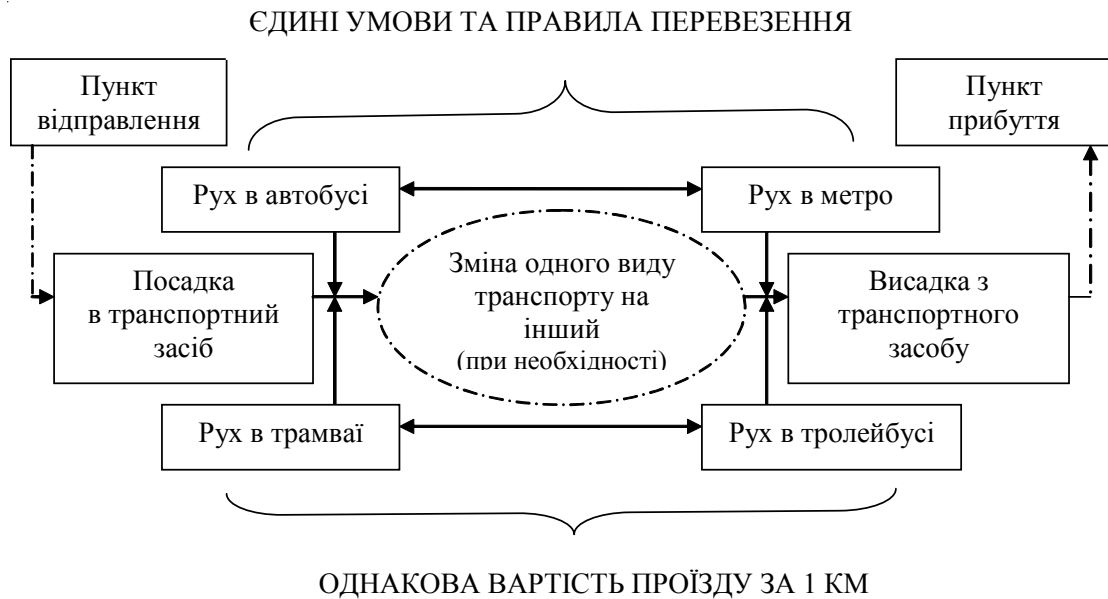 ЄДИНІ УМОВИ ТА ПРАВИЛА ПЕРЕВЕЗЕННЯ
Пункт
відправлення
Пункт
прибуття
Рух в автобусі
Рух в метро
Посадка
в транспортний
засіб
Зміна одного виду
транспорту на
інший
(при необхідності)
Висадка з
транспортного
засобу
Рух в трамваї
Рух в тролейбусі
ОДНАКОВА ВАРТІСТЬ ПРОЇЗДУ ЗА 1 КМ